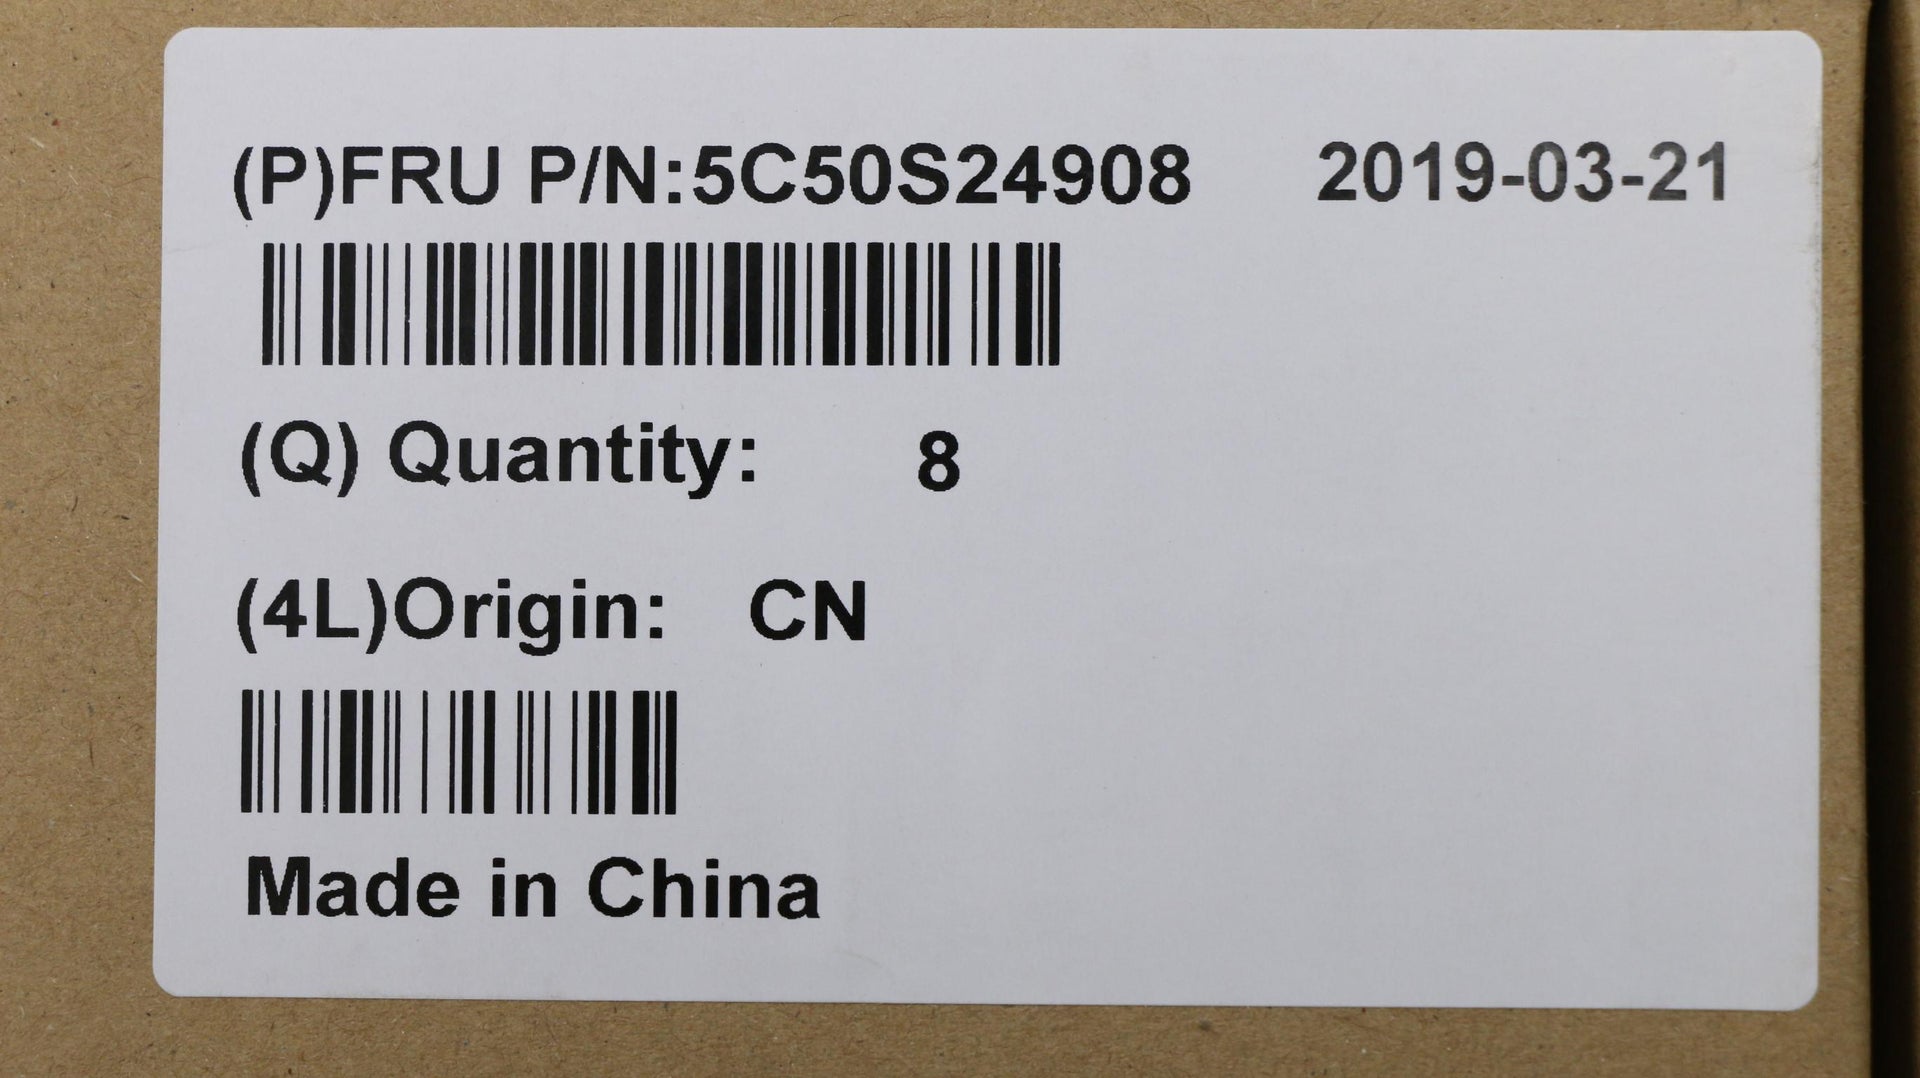 (P)FRU P/N:5C50S24908 2019-03-21
(Q) Quantity: 8
(4L)Origin: CN
Made in China